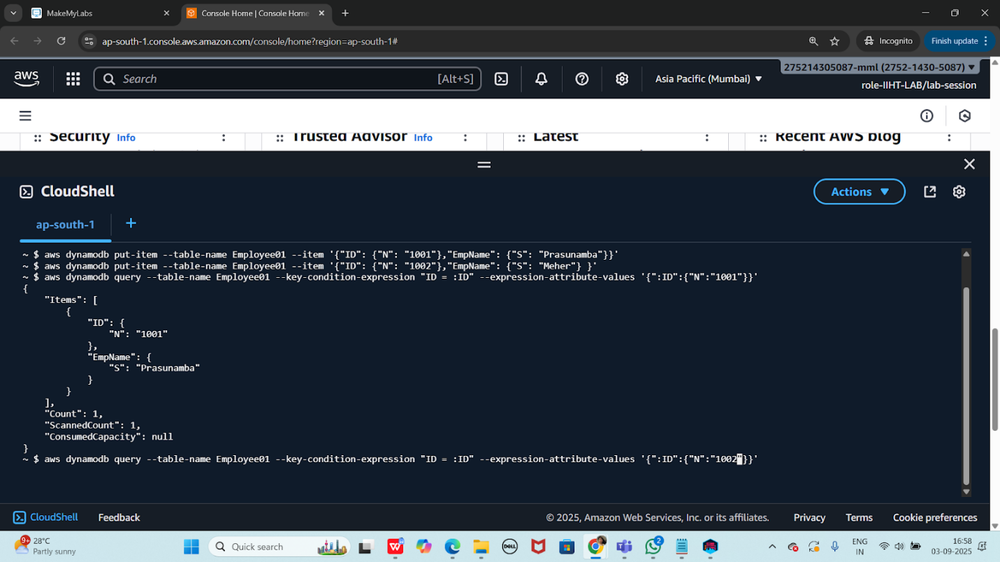 MakeMyLabs
Console Home | Console Home
ap-south-1.console.aws.amazon.com/console/home?region=ap-south-1#
Incognito
Finish update
aws
Search
[Alt+S]
Asia Pacific (Mumbai)
275214305087-mml (2752-1430-5087)
role-IIHT-LAB/lab-session
Security Info
Trusted Advisor Info
Latest
Recent AWS blog
CloudShell
Actions
ap-south-1
~ $ aws dynamodb put-item --table-name Employee01 --item '{"ID": {"N": "1001"},"EmpName": {"S": "Prasunamba"}}'
~ $ aws dynamodb put-item --table-name Employee01 --item '{"ID": {"N": "1002"},"EmpName": {"S": "Meher"} }'
~ $ aws dynamodb query --table-name Employee01 --key-condition-expression "ID = :ID" --expression-attribute-values '{":ID":{"N":"1001"}}'
{
    "Items": [
        {
            "ID": {
                "N": "1001"
            },
            "EmpName": {
                "S": "Prasunamba"
            }
        }
    ],
    "Count": 1,
    "ScannedCount": 1,
    "ConsumedCapacity": null
}
~ $ aws dynamodb query --table-name Employee01 --key-condition-expression "ID = :ID" --expression-attribute-values '{":ID":{"N":"1002"}}'
CloudShell
Feedback
© 2025, Amazon Web Services, Inc. or its affiliates.
Privacy
Terms
Cookie preferences
9+
28°C
Partly sunny
Quick search
DELL
2
ENG
IN
16:58
03-09-2025